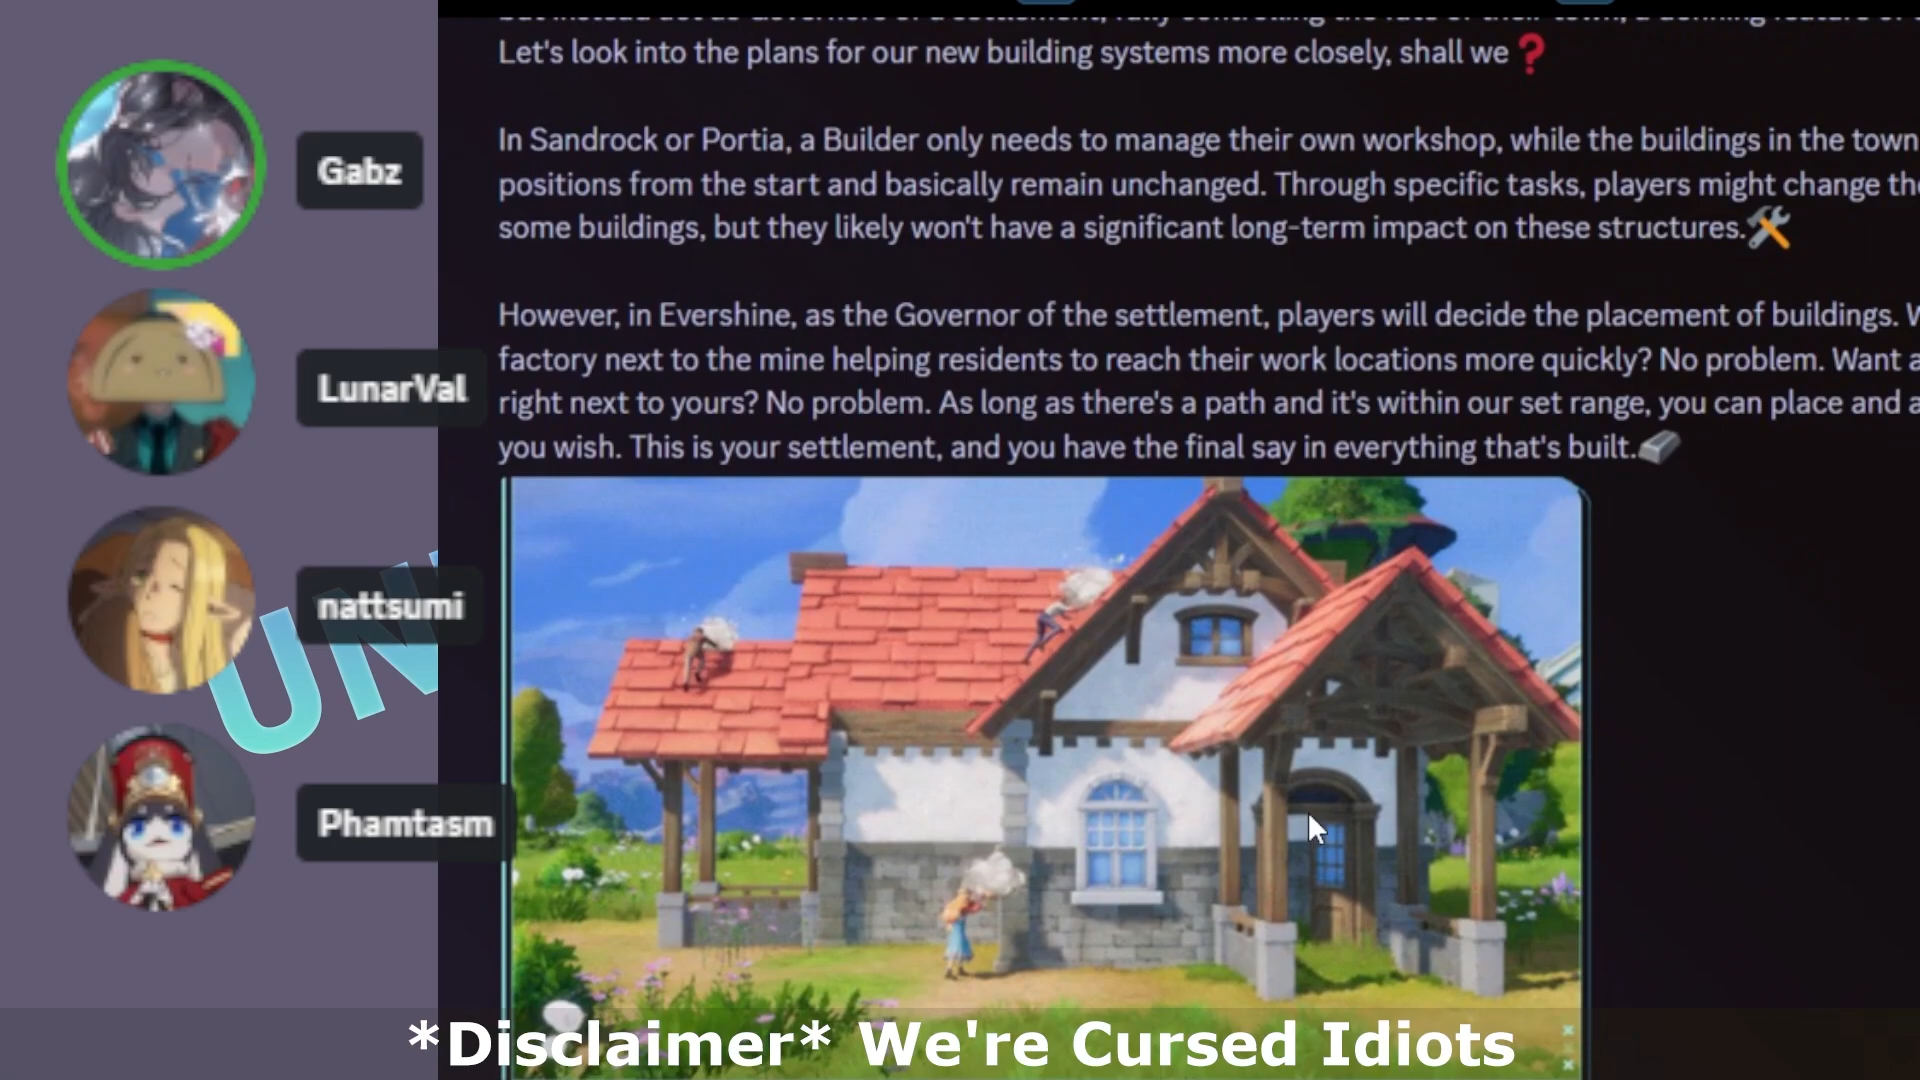 Let's look into the plans for our new building systems more closely, shall we❓
In Sandrock or Portia, a Builder only needs to manage their own workshop, while the buildings in the town
positions from the start and basically remain unchanged. Through specific tasks, players might change the
some buildings, but they likely won't have a significant long-term impact on these structures.🛠️
However, in Evershine, as the Governor of the settlement, players will decide the placement of buildings. W
factory next to the mine helping residents to reach their work locations more quickly? No problem. Want a
right next to yours? No problem. As long as there's a path and it's within our set range, you can place and a
you wish. This is your settlement, and you have the final say in everything that's built.
Gabz
LunarVal
nattsumi
Phamtasm
UN
*Disclaimer* We're Cursed Idiots